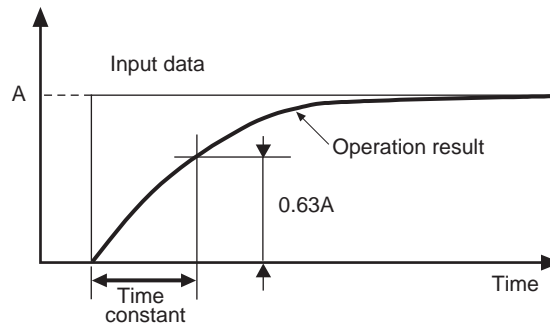 Input data
A
Operation result
0.63A
Time
Time
constant